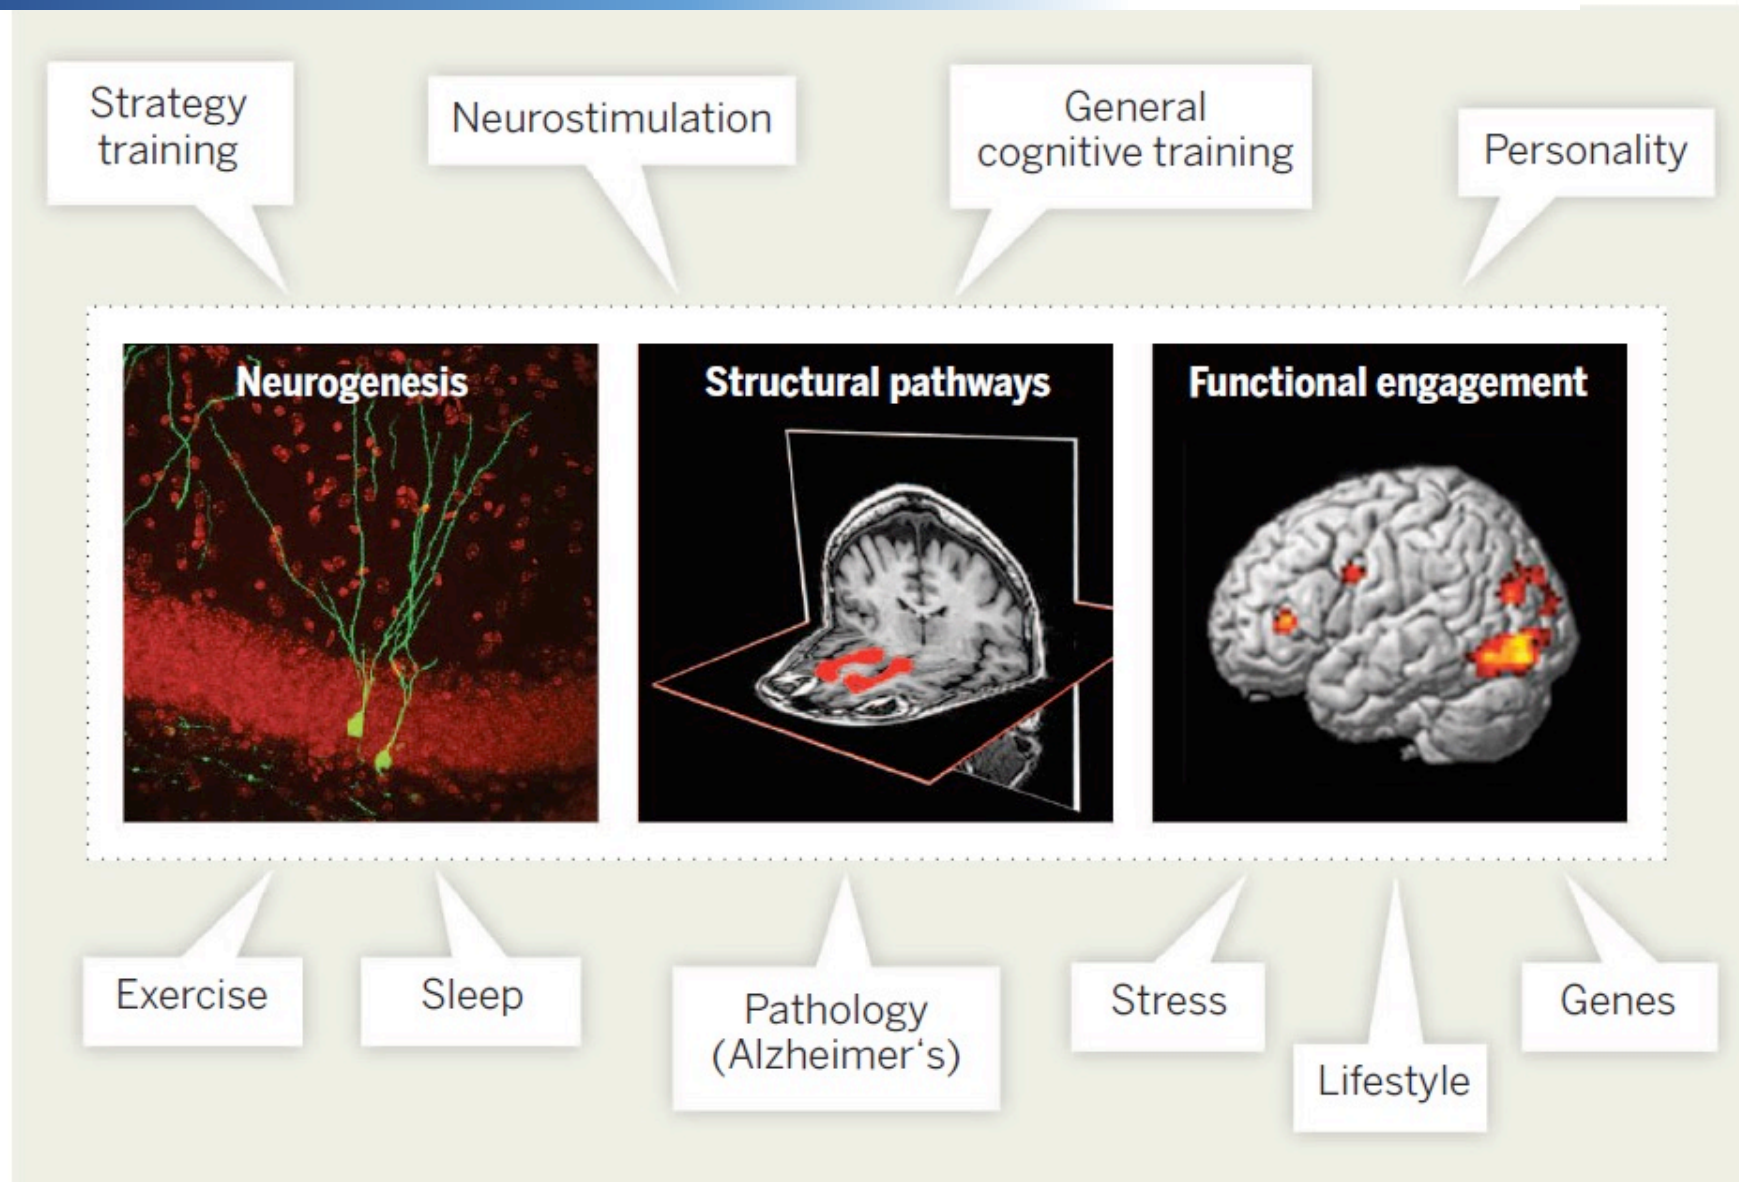 Strategy
training
Neurostimulation
General
cognitive training
Personality
Neurogenesis
Structural pathways
Functional engagement
Exercise
Sleep
Pathology
(Alzheimer‘s)
Stress
Lifestyle
Genes